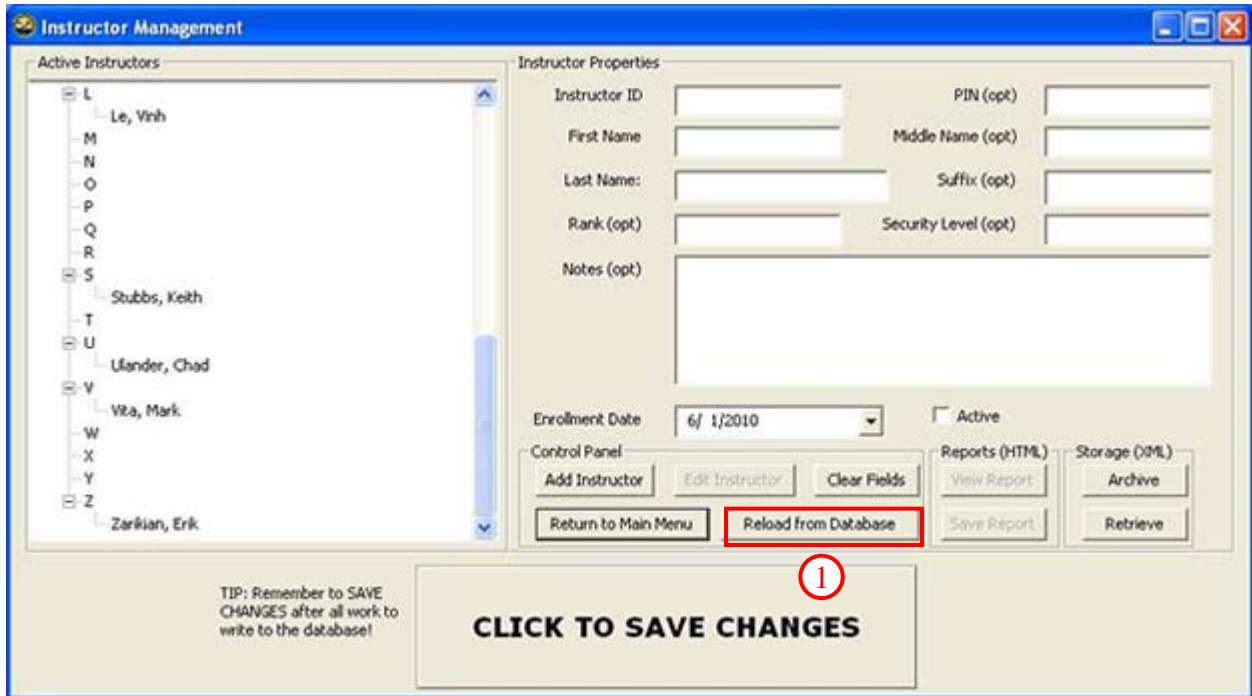 Instructor Management
Active Instructors
L
Le, Vinh
M
N
O
P
Q
R
S
Stubbs, Keith
T
U
Ulander, Chad
V
Vita, Mark
W
X
Y
Z
Zarikian, Erik
Instructor Properties
Instructor ID
PIN (opt)
First Name
Middle Name (opt)
Last Name:
Suffix (opt)
Rank (opt)
Security Level (opt)
Notes (opt)
Enrollment Date
6/ 1/2010
Active
Control Panel
Add Instructor
Edit Instructor
Clear Fields
Return to Main Menu
Reload from Database
Reports (HTML)
View Report
Save Report
Storage (XML)
Archive
Retrieve
1
TIP: Remember to SAVE
CHANGES after all work to
write to the database!
CLICK TO SAVE CHANGES